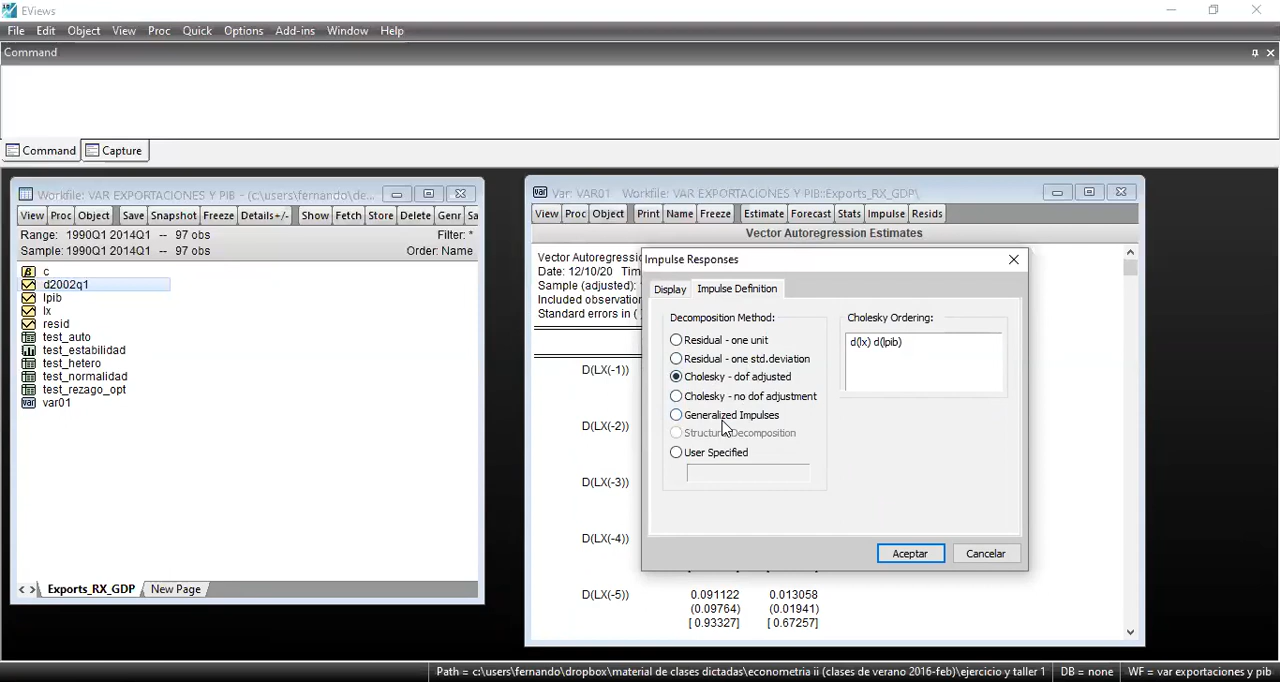 EViews
File Edit Object View Proc Quick Options Add-ins Window Help
Command
Command Capture
Workfile: VAR EXPORTACIONES Y PIB - (c:\users\fernando\de...
View Proc Object Save Snapshot Freeze Details+/- Show Fetch Store Delete Genr Sa
Range: 1990Q1 2014Q1 -- 97 obs Filter: *
Sample: 1990Q1 2014Q1 -- 97 obs Order: Name
c
d2002q1
lpib
lx
resid
test_auto
test_estabilidad
test_hetero
test_normalidad
test_rezago_opt
var01
Exports_RX_GDP New Page
Var: VAR01 Workfile: VAR EXPORTACIONES Y PIB::Exports_RX_GDP\
View Proc Object Print Name Freeze Estimate Forecast Stats Impulse Resids
Vector Autoregression Estimates
Vector Autoregressi
Date: 12/10/20 Tim
Sample (adjusted):
Included observation
Standard errors in (
D(LX(-1))
D(LX(-2))
D(LX(-3))
D(LX(-4))
D(LX(-5)) 0.091122 0.013058
(0.09764) (0.01941)
[ 0.93327] [ 0.67257]
Impulse Responses
Display Impulse Definition
Decomposition Method:
Residual - one unit
Residual - one std.deviation
Cholesky - dof adjusted
Cholesky - no dof adjustment
Generalized Impulses
Structural Decomposition
User Specified
Cholesky Ordering:
d(lx) d(lpib)
Aceptar Cancelar
Path = c:\users\fernando\dropbox\material de clases dictadas\econometria ii (clases de verano 2016-feb)\ejercicio y taller 1 DB = none WF = var exportaciones y pib